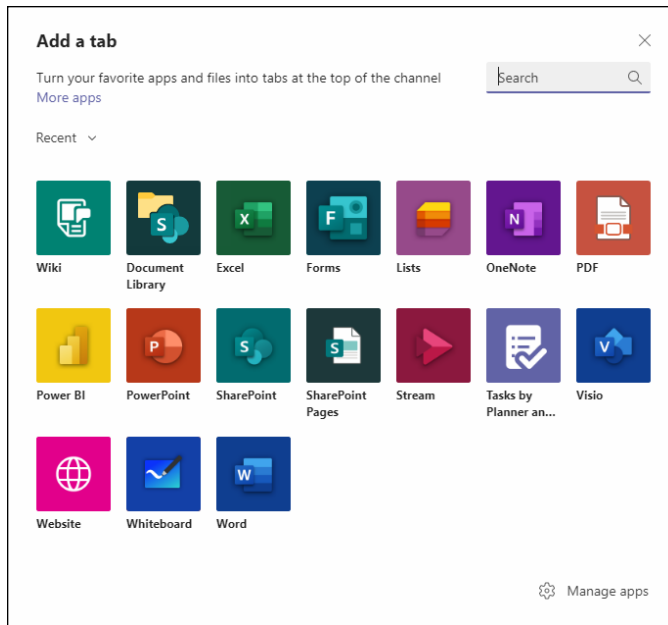 Add a tab
Turn your favorite apps and files into tabs at the top of the channel
More apps
Search
Recent
Wiki
Document
Library
S
Excel
X
Forms
F
Lists
OneNote
N
PDF
Power BI
PowerPoint
P
SharePoint
S
SharePoint
Pages
S
Stream
Tasks by
Planner an...
Visio
V
Website
Whiteboard
Word
W
Manage apps